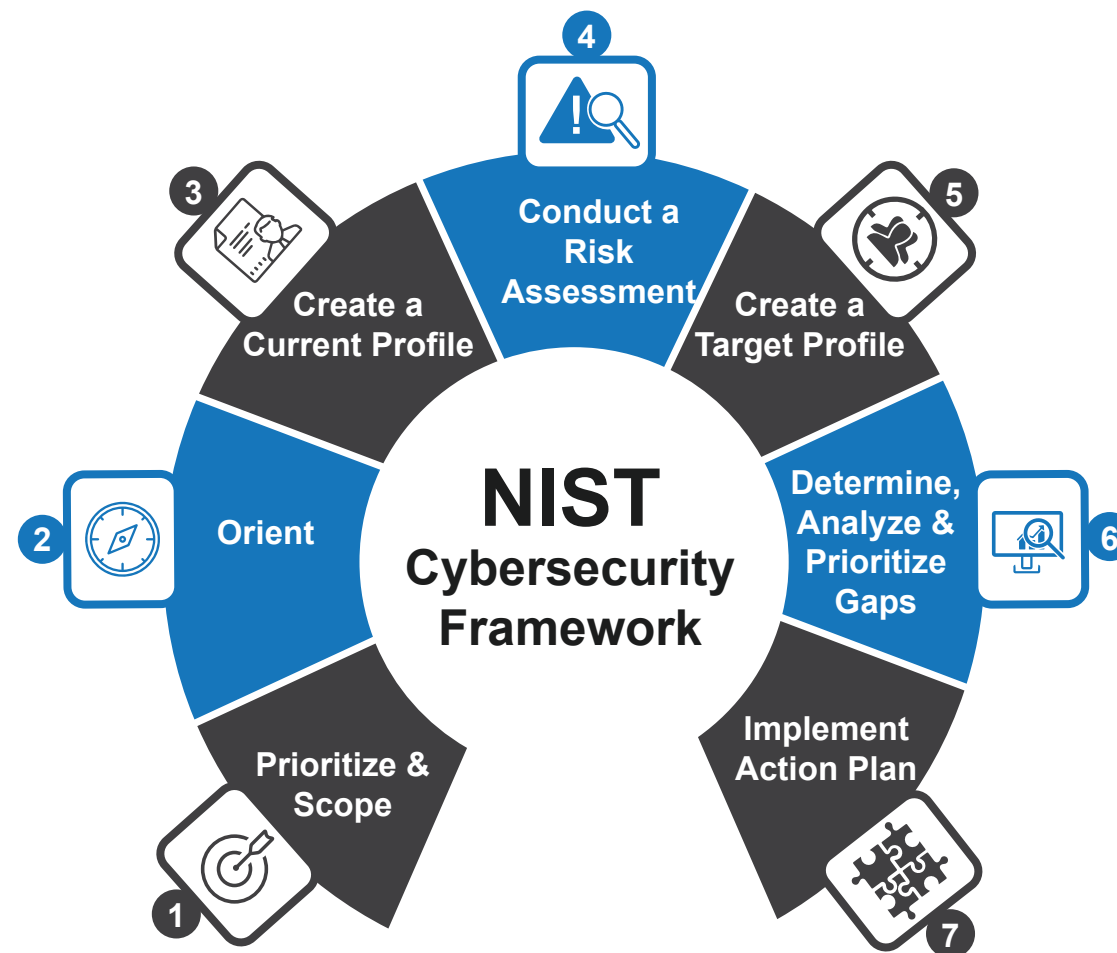 NIST
Cybersecurity
Framework
1
Prioritize &
Scope
2
Orient
3
Create a
Current Profile
4
Conduct a
Risk
Assessment
5
Create a
Target Profile
6
Determine,
Analyze &
Prioritize
Gaps
7
Implement
Action Plan